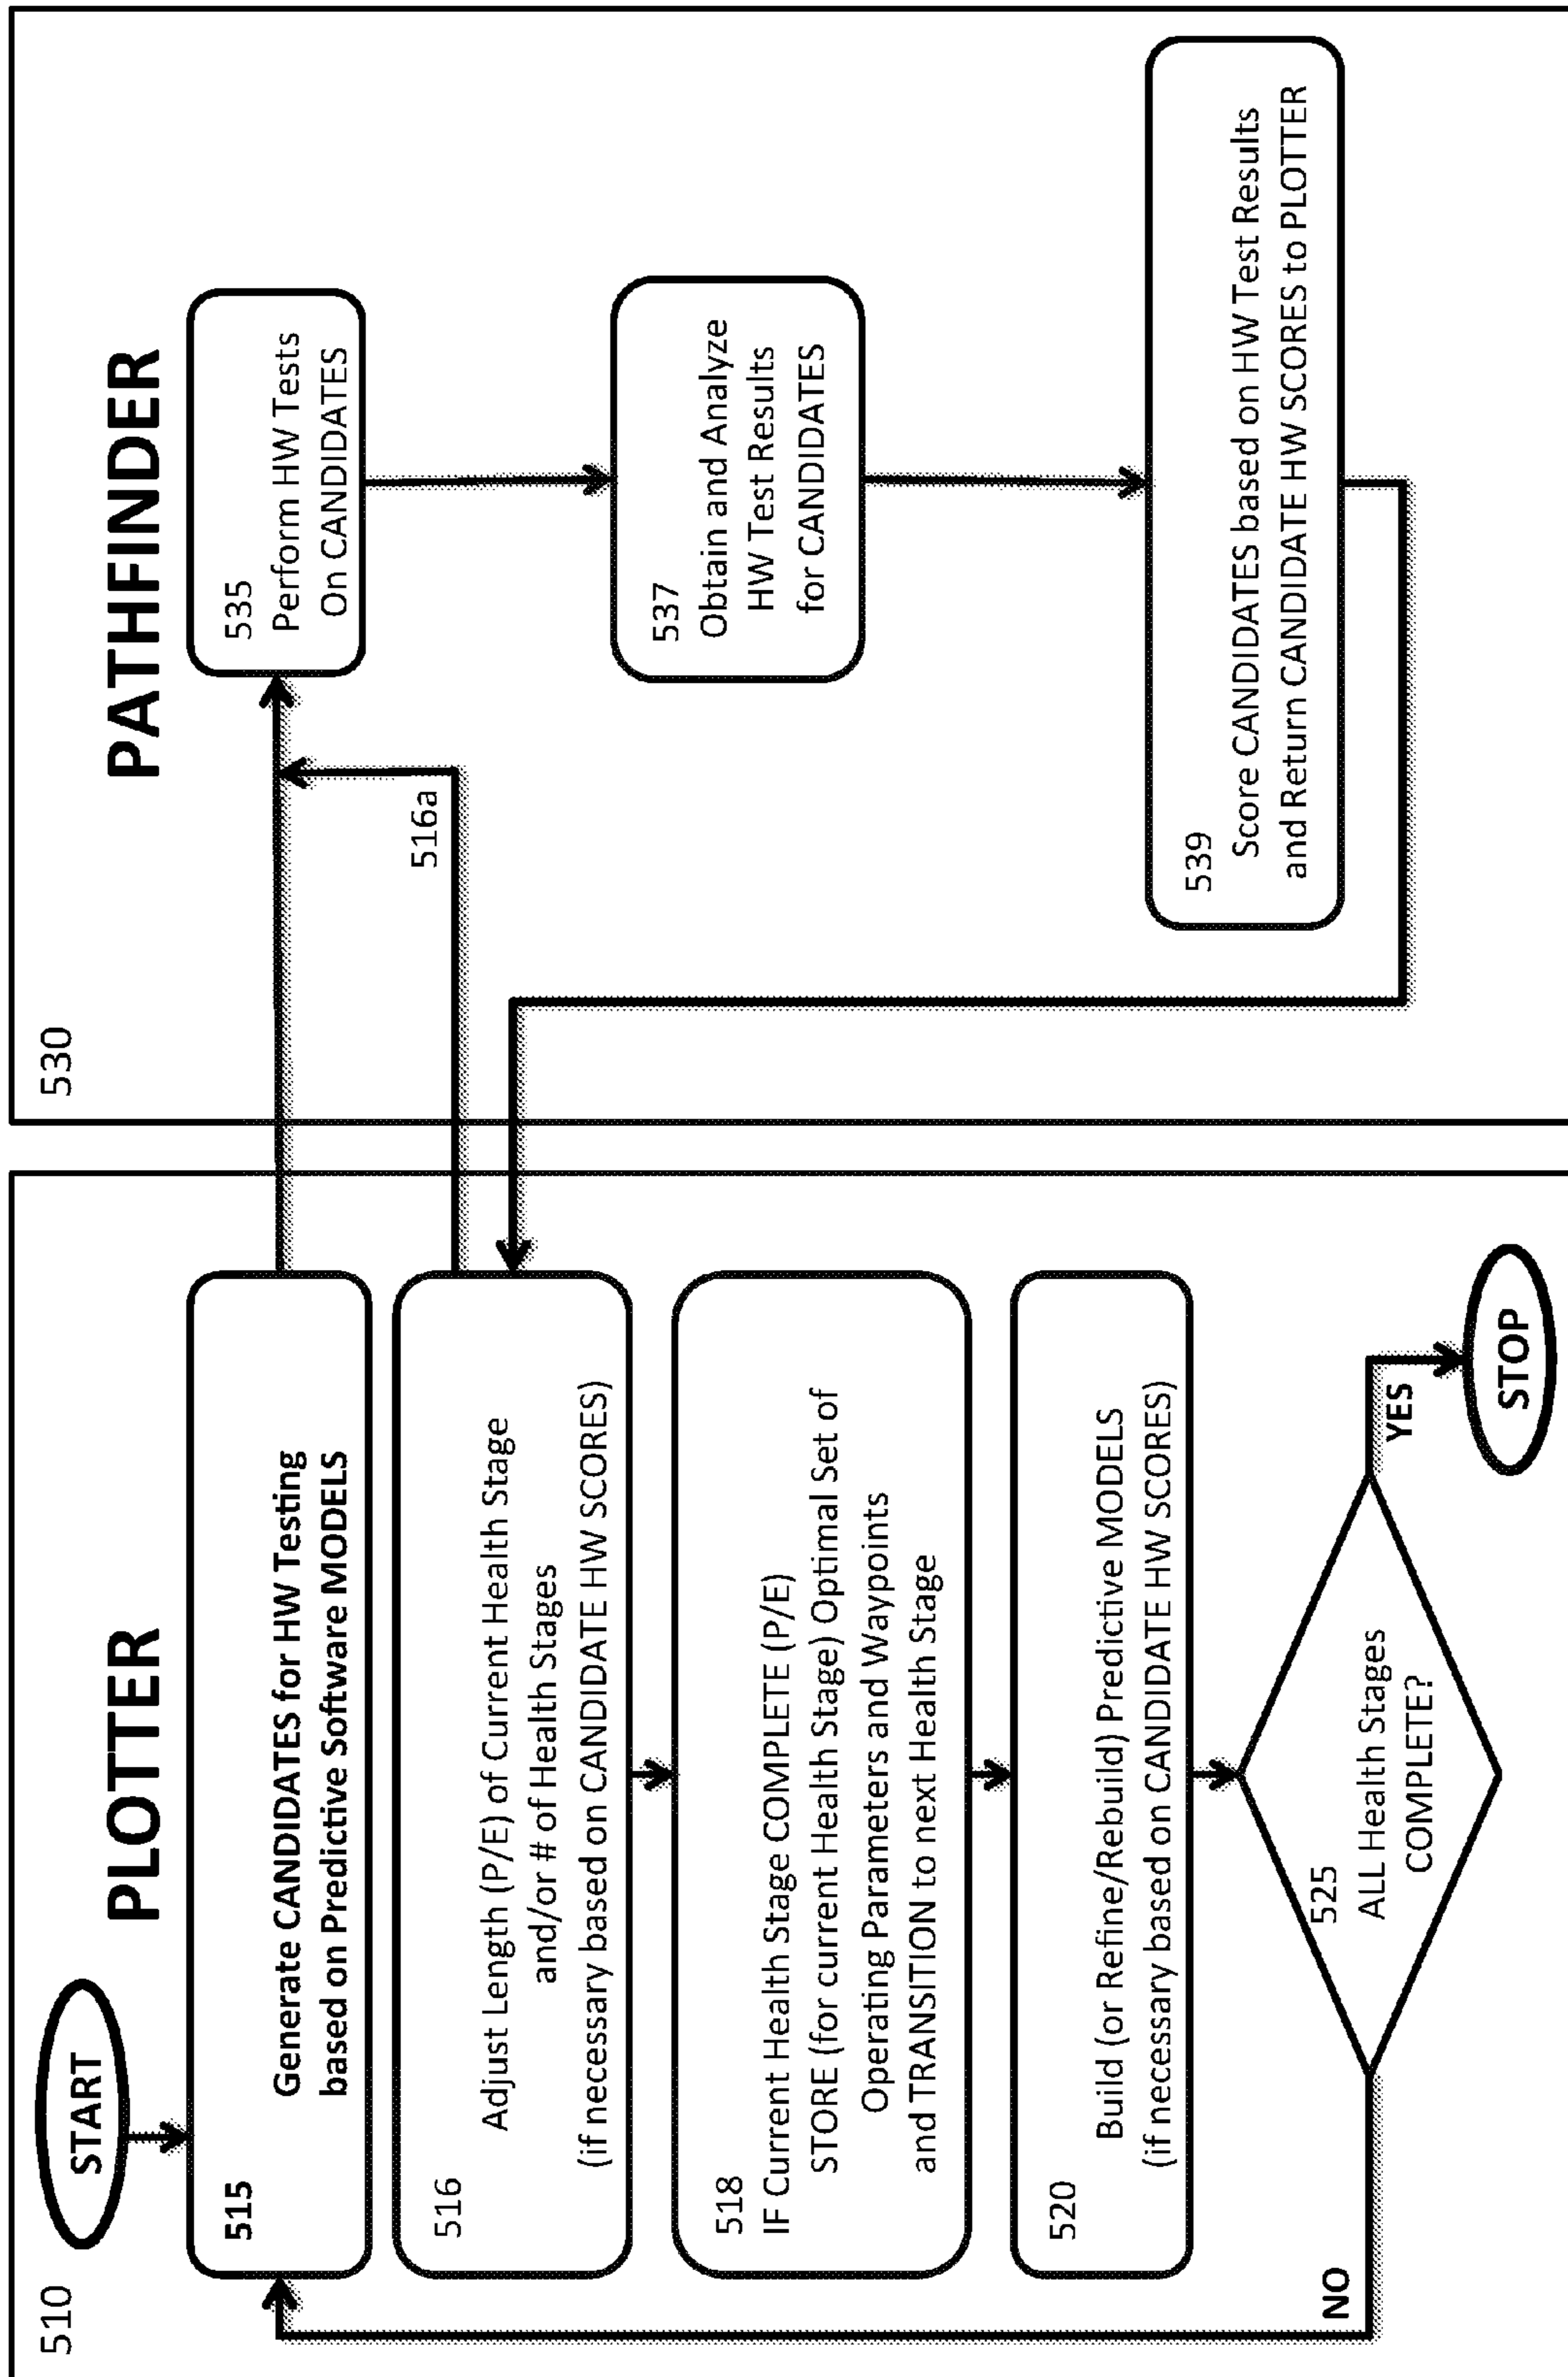 510
PLOTTER
START
515
Generate CANDIDATES for HW Testing
based on Predictive Software MODELS
516
Adjust Length (P/E) of Current Health Stage
and/or # of Health Stages
(if necessary based on CANDIDATE HW SCORES)
518
IF Current Health Stage COMPLETE (P/E)
STORE (for current Health Stage) Optimal Set of
Operating Parameters and Waypoints
and TRANSITION to next Health Stage
520
Build (or Refine/Rebuild) Predictive MODELS
(if necessary based on CANDIDATE HW SCORES)
525
ALL Health Stages
COMPLETE?
NO
YES
STOP
530
PATHFINDER
516a
535
Perform HW Tests
On CANDIDATES
537
Obtain and Analyze
HW Test Results
for CANDIDATES
539
Score CANDIDATES based on HW Test Results
and Return CANDIDATE HW SCORES to PLOTTER